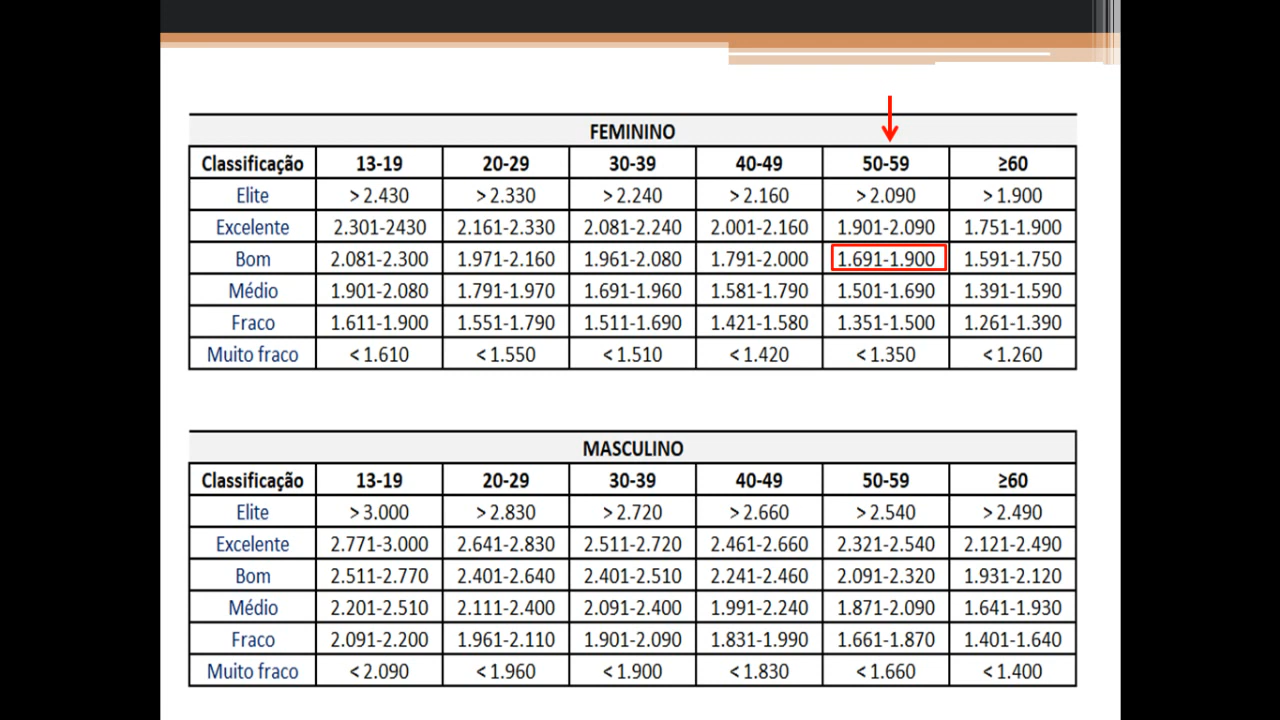 FEMININO
Classificação 13-19 20-29 30-39 40-49 50-59 ≥60
Elite > 2.430 > 2.330 > 2.240 > 2.160 > 2.090 > 1.900
Excelente 2.301-2430 2.161-2.330 2.081-2.240 2.001-2.160 1.901-2.090 1.751-1.900
Bom 2.081-2.300 1.971-2.160 1.961-2.080 1.791-2.000 1.691-1.900 1.591-1.750
Médio 1.901-2.080 1.791-1.970 1.691-1.960 1.581-1.790 1.501-1.690 1.391-1.590
Fraco 1.611-1.900 1.551-1.790 1.511-1.690 1.421-1.580 1.351-1.500 1.261-1.390
Muito fraco < 1.610 < 1.550 < 1.510 < 1.420 < 1.350 < 1.260
MASCULINO
Classificação 13-19 20-29 30-39 40-49 50-59 ≥60
Elite > 3.000 > 2.830 > 2.720 > 2.660 > 2.540 > 2.490
Excelente 2.771-3.000 2.641-2.830 2.511-2.720 2.461-2.660 2.321-2.540 2.121-2.490
Bom 2.511-2.770 2.401-2.640 2.401-2.510 2.241-2.460 2.091-2.320 1.931-2.120
Médio 2.201-2.510 2.111-2.400 2.091-2.400 1.991-2.240 1.871-2.090 1.641-1.930
Fraco 2.091-2.200 1.961-2.110 1.901-2.090 1.831-1.990 1.661-1.870 1.401-1.640
Muito fraco < 2.090 < 1.960 < 1.900 < 1.830 < 1.660 < 1.400